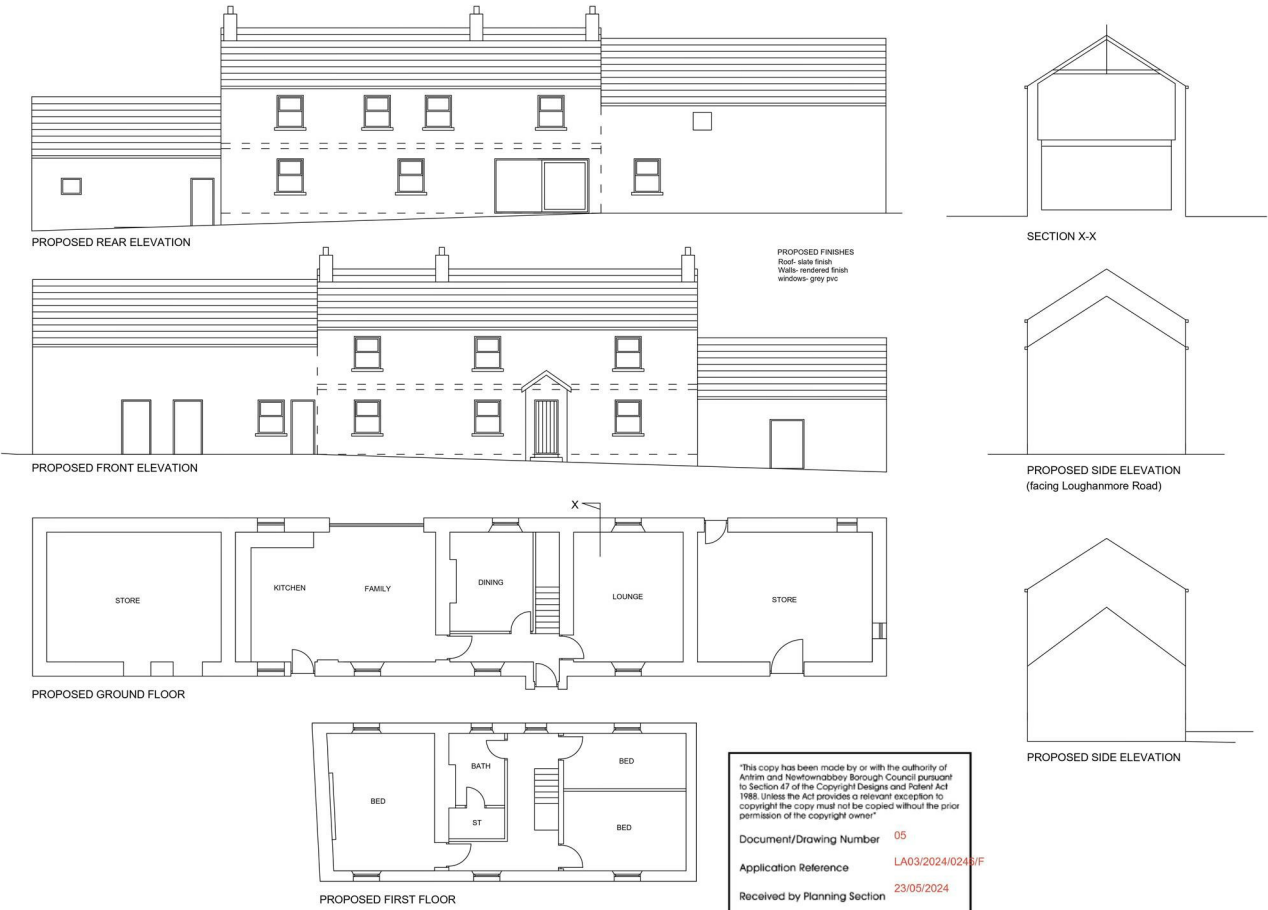 PROPOSED REAR ELEVATION
SECTION X-X
PROPOSED FINISHES
Roof- slate finish
Walls- rendered finish
windows- grey pvc
PROPOSED FRONT ELEVATION
PROPOSED SIDE ELEVATION
(facing Loughanmore Road)
X
STORE
KITCHEN
FAMILY
DINING
LOUNGE
STORE
PROPOSED GROUND FLOOR
PROPOSED SIDE ELEVATION
BED
BATH
ST
BED
BED
PROPOSED FIRST FLOOR
"This copy has been made by or with the authority of
Antrim and Newtownabbey Borough Council pursuant
to Section 47 of the Copyright Designs and Patent Act
1988. Unless the Act provides a relevant exception to
copyright the copy must not be copied without the prior
permission of the copyright owner"
Document/Drawing Number 05
Application Reference LA03/2024/0246/F
Received by Planning Section 23/05/2024